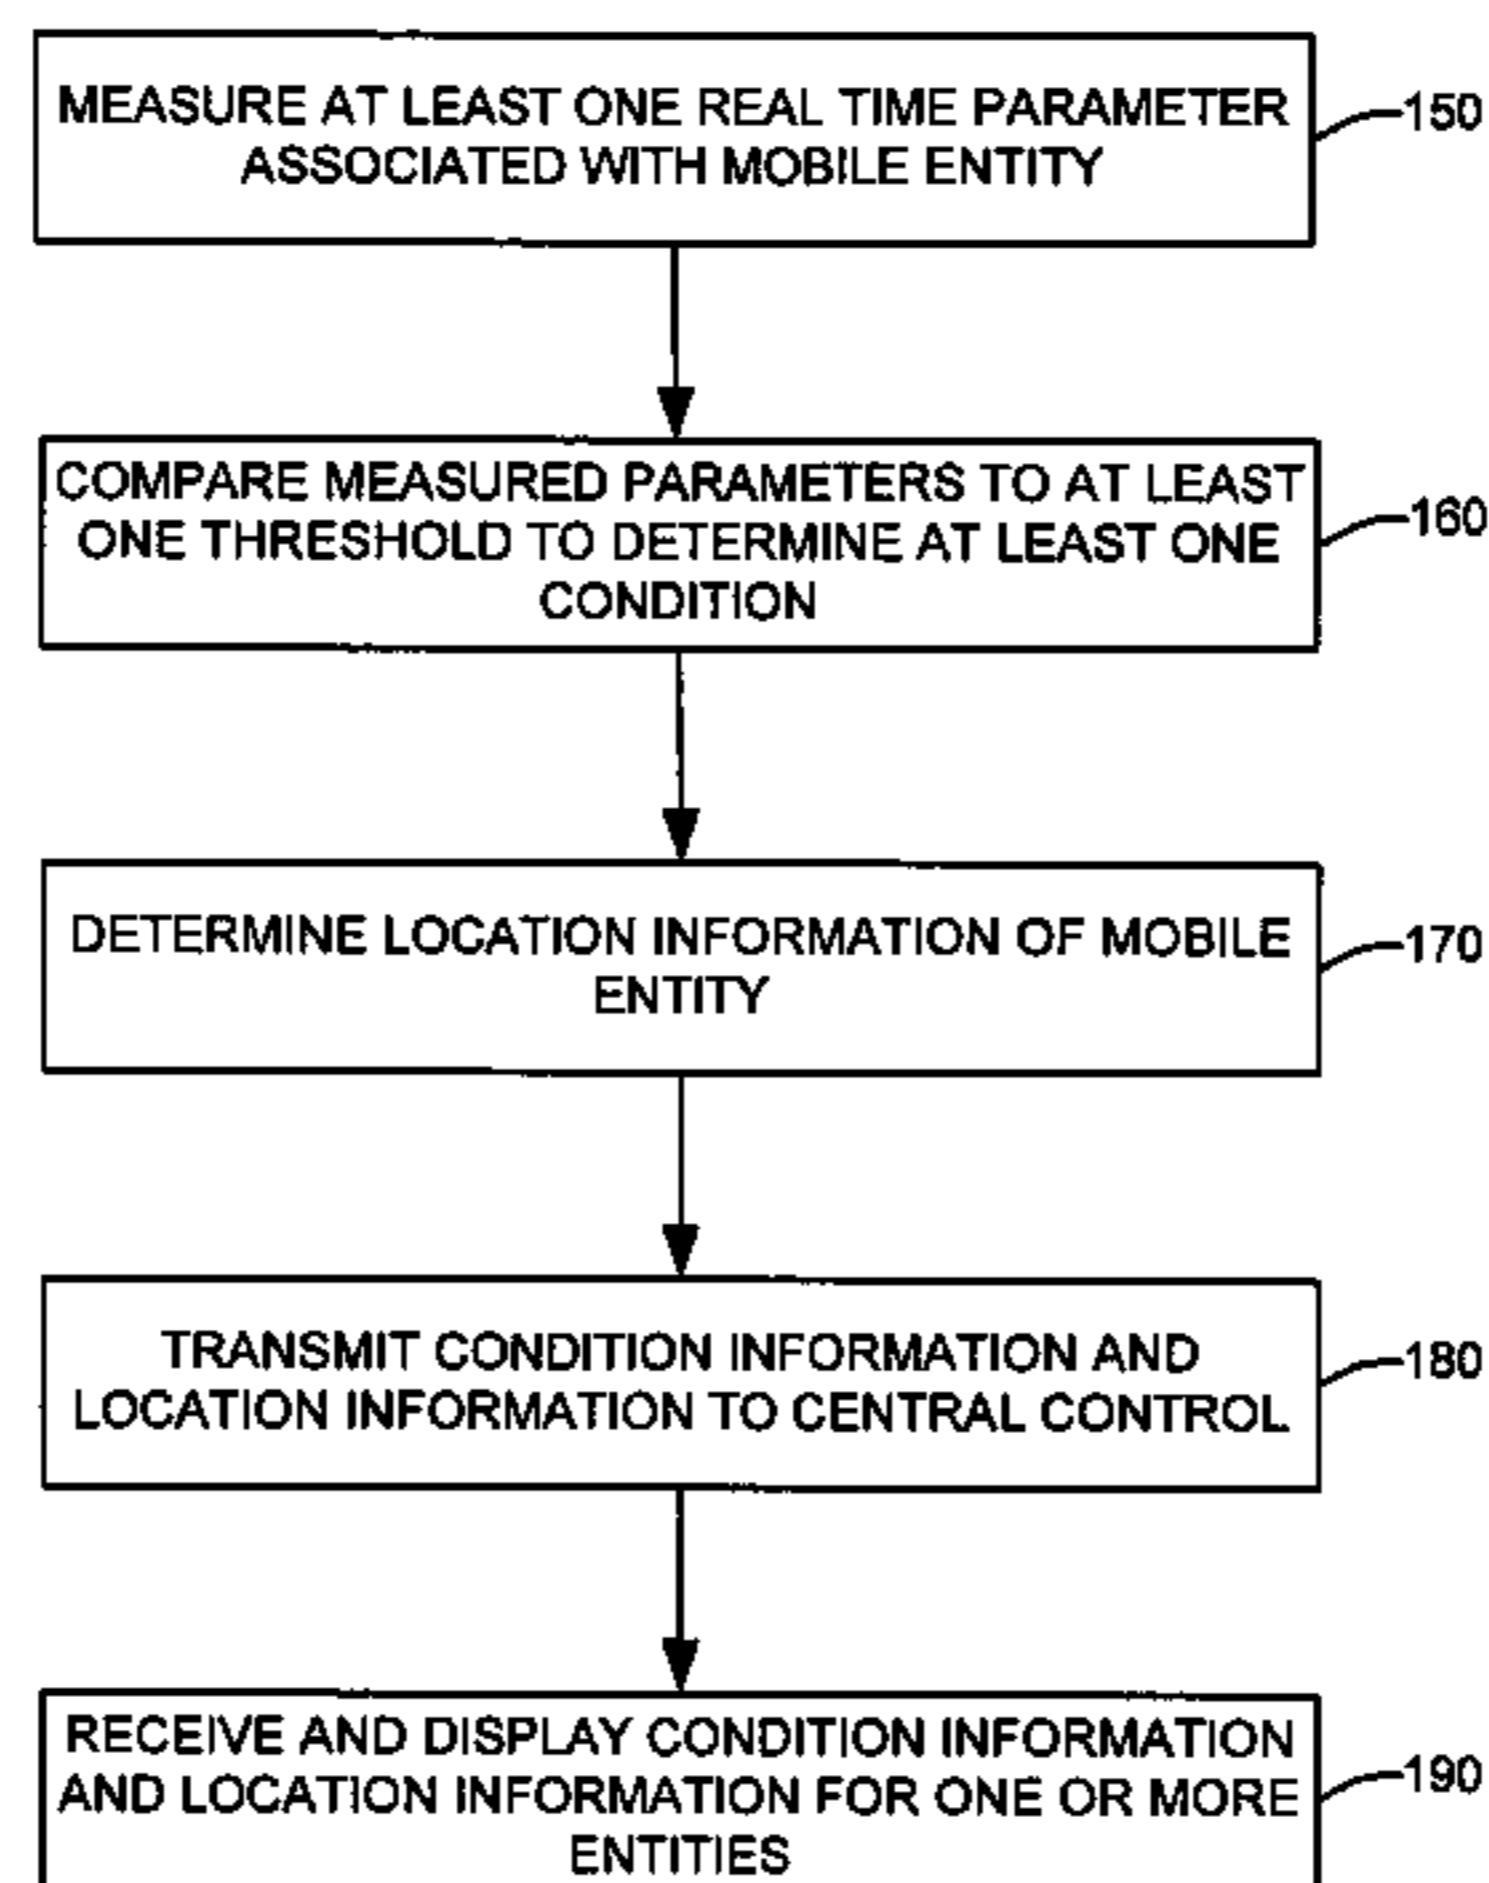 MEASURE AT LEAST ONE REAL TIME PARAMETER
ASSOCIATED WITH MOBILE ENTITY
150
COMPARE MEASURED PARAMETERS TO AT LEAST
ONE THRESHOLD TO DETERMINE AT LEAST ONE
CONDITION
160
DETERMINE LOCATION INFORMATION OF MOBILE
ENTITY
170
TRANSMIT CONDITION INFORMATION AND
LOCATION INFORMATION TO CENTRAL CONTROL
180
RECEIVE AND DISPLAY CONDITION INFORMATION
AND LOCATION INFORMATION FOR ONE OR MORE
ENTITIES
190